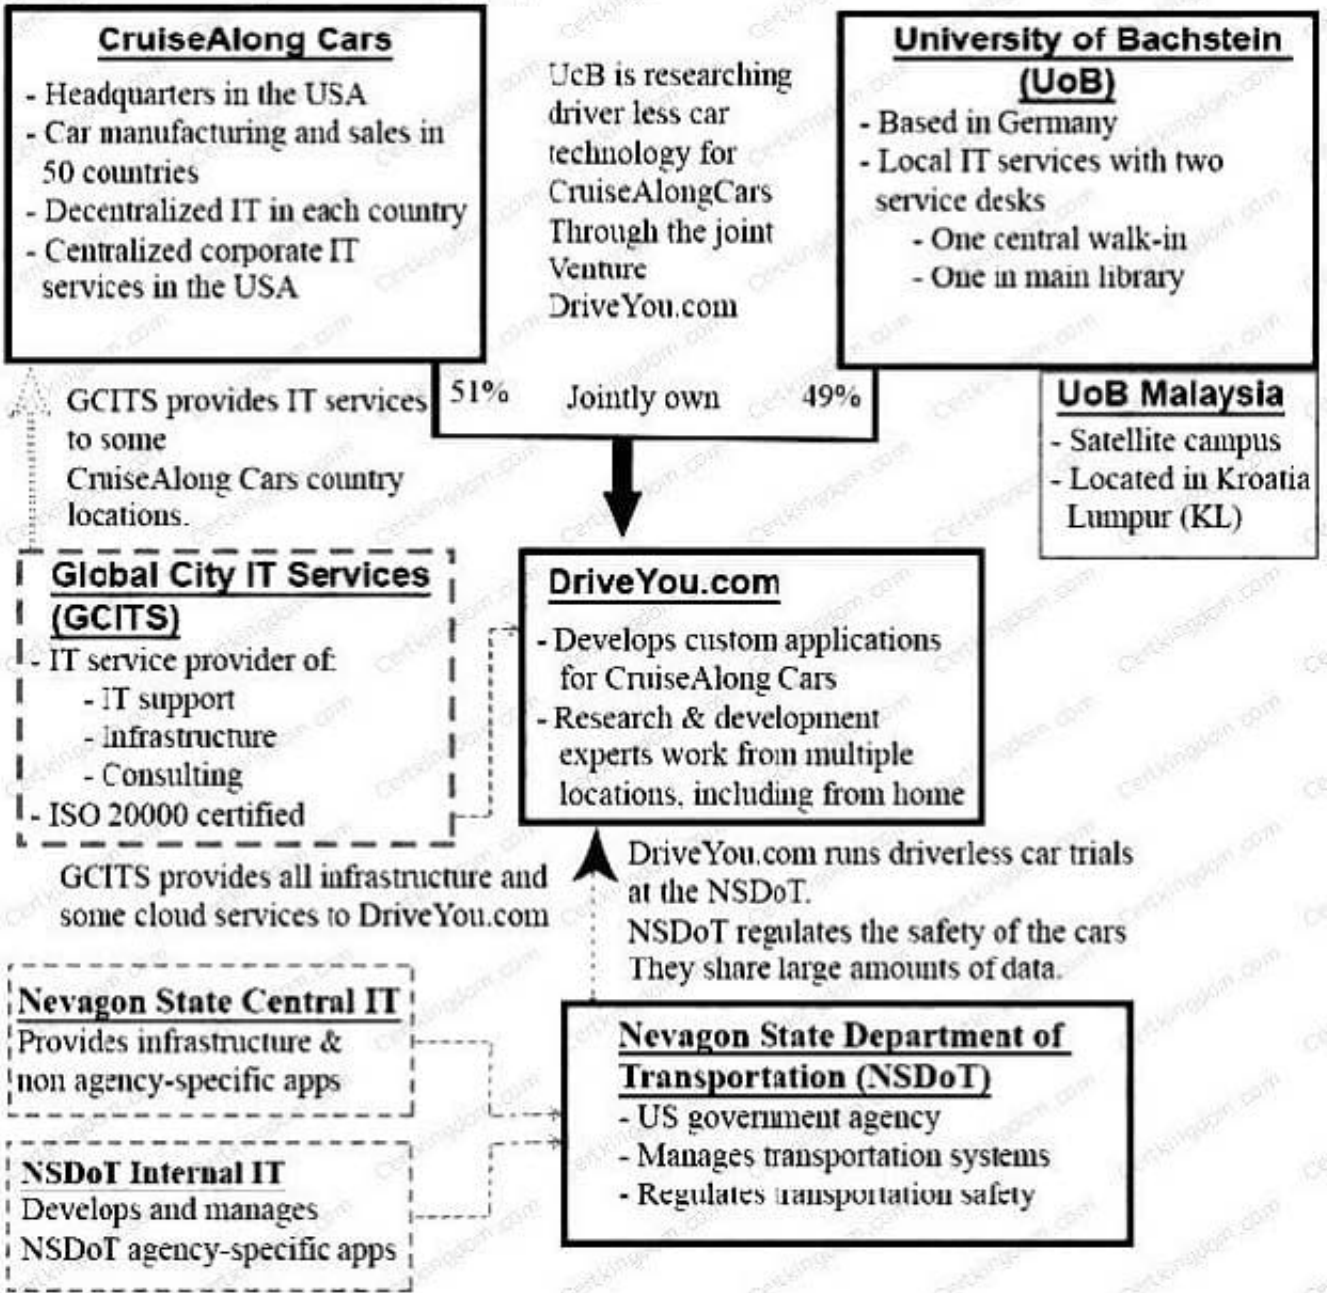 CruiseAlong Cars
- Headquarters in the USA
- Car manufacturing and sales in
50 countries
- Decentralized IT in each country
- Centralized corporate IT
services in the USA
UcB is researching
driver less car
technology for
CruiseAlongCars
Through the joint
Venture
DriveYou.com
University of Bachstein
(UoB)
- Based in Germany
- Local IT services with two
service desks
- One central walk-in
- One in main library
51% Jointly own 49%
UoB Malaysia
- Satellite campus
- Located in Kroatia
Lumpur (KL)
GCITS provides IT services
to some
CruiseAlong Cars country
locations.
Global City IT Services
(GCITS)
- IT service provider of:
- IT support
- Infrastructure
- Consulting
- ISO 20000 certified
DriveYou.com
- Develops custom applications
for CruiseAlong Cars
- Research & development
experts work from multiple
locations, including from home
GCITS provides all infrastructure and
some cloud services to DriveYou.com
DriveYou.com runs driverless car trials
at the NSDoT.
NSDoT regulates the safety of the cars
They share large amounts of data.
Nevagon State Central IT
Provides infrastructure &
non agency-specific apps
NSDoT Internal IT
Develops and manages
NSDoT agency-specific apps
Nevagon State Department of
Transportation (NSDoT)
- US government agency
- Manages transportation systems
- Regulates transportation safety
Certkingdom.com